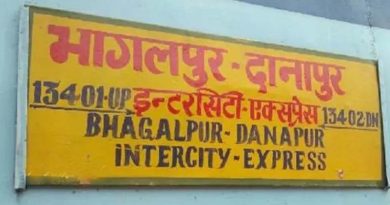 भागलपुर - दानापुर
13401-UP इन्टरसिटी-एक्सप्रेस 13402-DN
BHAGALPUR-DANAPUR
INTERCITY-EXPRESS